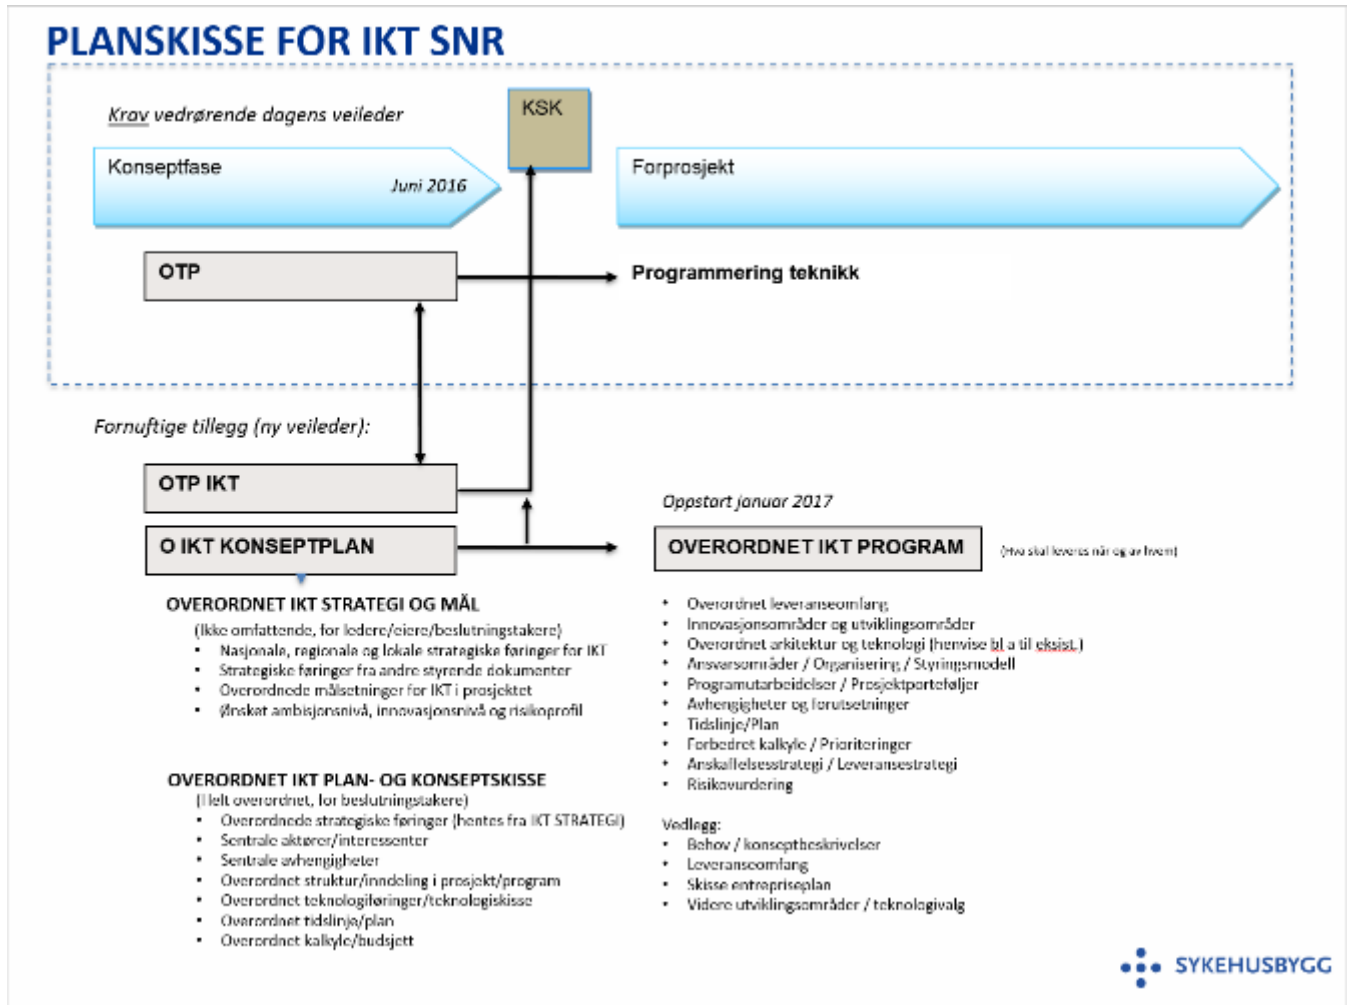 PLANSKISSE FOR IKT SNR
Krav vedrørende dagens veileder
KSK
Konseptfase
Juni 2016
Forprosjekt
OTP
Programmering teknikk
Fornuftige tillegg (ny veileder):
OTP IKT
O IKT KONSEPTPLAN
Oppstart januar 2017
OVERORDNET IKT PROGRAM
(Hva skal leveres når og av hvem)
OVERORDNET IKT STRATEGI OG MÅL
(Ikke omfattende, for ledere/eiere/beslutningstakere)
• Nasjonale, regionale og lokale strategiske føringer for IKT
• Strategiske føringer fra andre styrende dokumenter
• Overordnede målsetninger for IKT i prosjektet
• Ønsket ambisjonsnivå, innovasjonsnivå og risikoprofil
OVERORDNET IKT PLAN- OG KONSEPTSKISSE
(Helt overordnet, for beslutningstakere)
• Overordnede strategiske føringer (hentes fra IKT STRATEGI)
• Sentrale aktører/interessenter
• Sentrale avhengigheter
• Overordnet struktur/inndeling i prosjekt/program
• Overordnet teknologiføringer/teknologiskisse
• Overordnet tidslinje/plan
• Overordnet kalkyle/budsjett
• Overordnet leveranseomfang
• Innovasjonsområder og utviklingsområder
• Overordnet arkitektur og teknologi (henvise bl a til eksist.)
• Ansvarsområder / Organisering / Styringsmodell
• Programutarbeidelser / Prosjektporteføljer
• Avhengigheter og forutsetninger
• Tidslinje/Plan
• Forbedret kalkyle / Prioriteringer
• Anskaffelsesstrategi / Leveransestrategi
• Risikovurdering
Vedlegg:
• Behov / konseptbeskrivelser
• Leveranseomfang
• Skisse entrepriseplan
• Videre utviklingsområder / teknologivalg
SYKEHUSBYGG